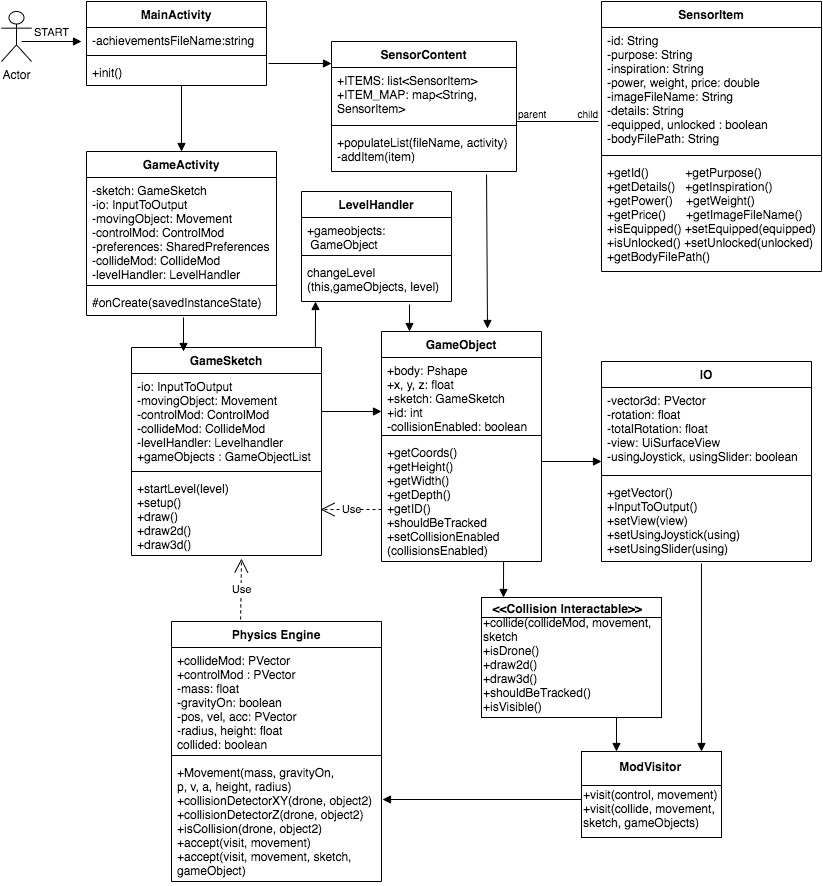 START
Actor
MainActivity
-achievementsFileName:string
+init()
SensorContent
+ITEMS: list<SensorItem>
+ITEM_MAP: map<String,
SensorItem>
+populateList(fileName, activity)
-addItem(item)
parent
child
SensorItem
-id: String
-purpose: String
-inspiration: String
-power, weight, price: double
-imageFileName: String
-details: String
-equipped, unlocked : boolean
-bodyFilePath: String
+getId() +getPurpose()
+getDetails() +getInspiration()
+getPower() +getWeight()
+getPrice() +getImageFileName()
+isEquipped() +setEquipped(equipped)
+isUnlocked() +setUnlocked(unlocked)
+getBodyFilePath()
GameActivity
-sketch: GameSketch
-io: InputToOutput
-movingObject: Movement
-controlMod: ControlMod
-preferences: SharedPreferences
-collideMod: CollideMod
-levelHandler: LevelHandler
#onCreate(savedInstanceState)
LevelHandler
+gameobjects:
GameObject
changeLevel
(this,gameObjects, level)
GameSketch
-io: InputToOutput
-movingObject: Movement
-controlMod: ControlMod
-collideMod: CollideMod
-levelHandler: Levelhandler
+gameObjects : GameObjectList
+startLevel(level)
+setup()
+draw()
+draw2d()
+draw3d()
GameObject
+body: Pshape
+x, y, z: float
+sketch: GameSketch
+id: int
-collisionEnabled: boolean
+getCoords()
+getHeight()
+getWidth()
+getDepth()
+getID()
+shouldBeTracked
+setCollisionEnabled
(collisionsEnabled)
Use
IO
-vector3d: PVector
-rotation: float
-totalRotation: float
-view: UiSurfaceView
-usingJoystick, usingSlider: boolean
+getVector()
+InputToOutput()
+setView(view)
+setUsingJoystick(using)
+setUsingSlider(using)
Use
<<Collision Interactable>>
+collide(collideMod, movement,
sketch
+isDrone()
+draw2d()
+draw3d()
+shouldBeTracked()
+isVisible()
Physics Engine
+collideMod: PVector
+controlMod : PVector
-mass: float
-gravityOn: boolean
-pos, vel, acc: PVector
-radius, height: float
collided: boolean
+Movement(mass, gravityOn,
p, v, a, height, radius)
+collisionDetectorXY(drone, object2)
+collisionDetectorZ(drone, object2)
+isCollision(drone, object2)
+accept(visit, movement)
+accept(visit, movement, sketch,
gameObject)
ModVisitor
+visit(control, movement)
+visit(collide, movement,
sketch, gameObjects)